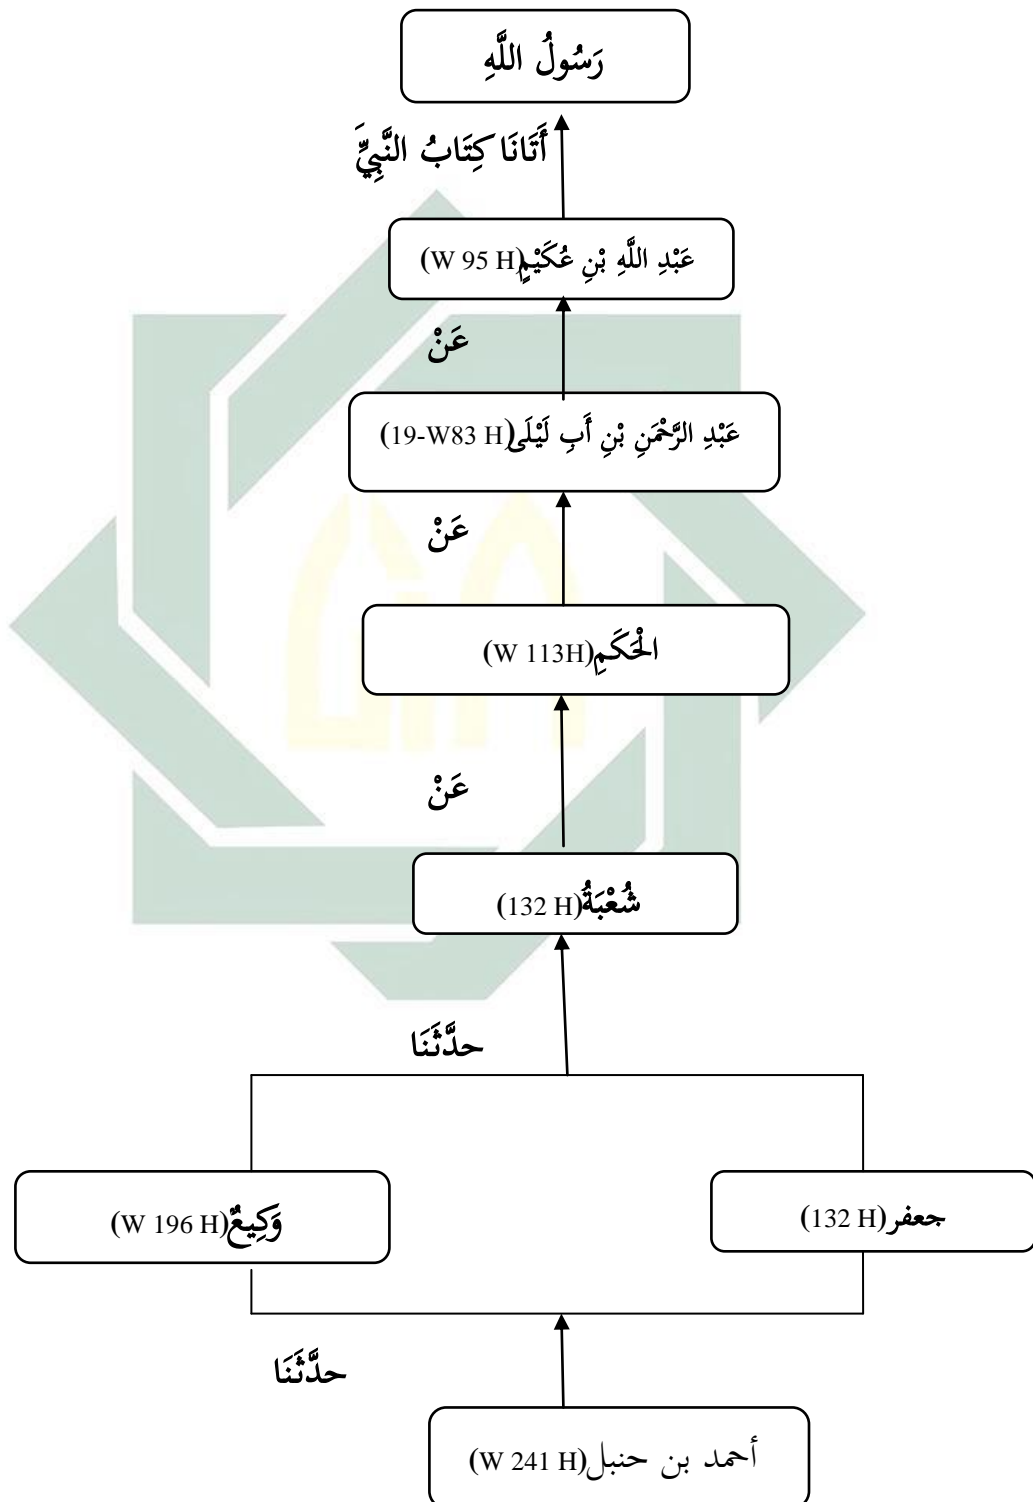 رَسُولُ اللَّهِ
أَتَانَا كِتَابُ النَّبِيِّ
عَبْدِ اللَّهِ بْنِ عُكَيْمٍ(W 95 H)
عَنْ
عَبْدِ الرَّحْمَنِ بْنِ أَبِ لَيْلَى(19-W83 H)
عَنْ
الْحَكَمِ(W 113H)
عَنْ
شُعْبَةُ(132 H)
حدَّثَنَا
وَكِيعٌ(W 196 H)
جعفر(132 H)
حدَّثَنَا
أحمد بن حنبل(W 241 H)